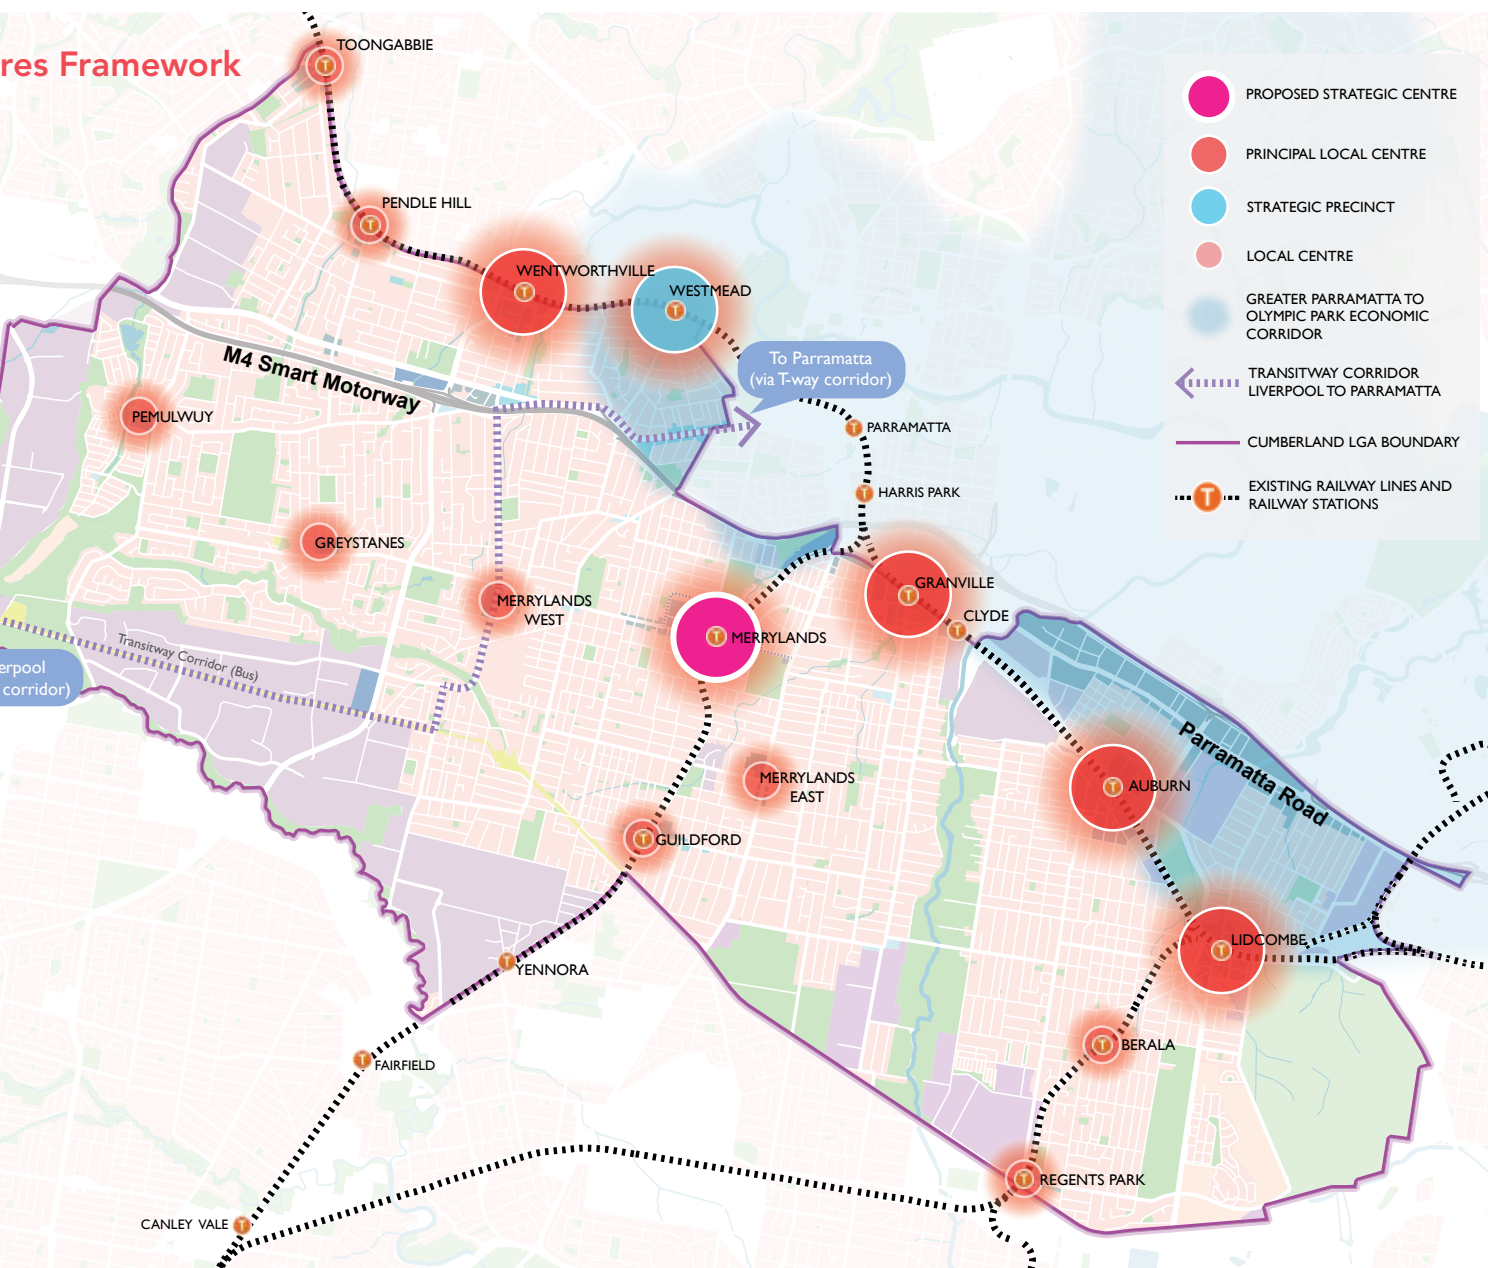 res Framework
TOONGABBIE
PENDLE HILL
WENTWORTHVILLE
WESTMEAD
To Parramatta
(via T-way corridor)
M4 Smart Motorway
PEMULWUY
PARRAMATTA
HARRIS PARK
GREYSTANES
MERRYLANDS
WEST
GRANVILLE
CLYDE
MERRYLANDS
Transitway Corridor (Bus)
erpool
corridor)
Parramatta Road
MERRYLANDS
EAST
AUBURN
GUILDFORD
LIDCOMBE
YENNORA
BERALA
FAIRFIELD
REGENTS PARK
CANLEY VALE
PROPOSED STRATEGIC CENTRE
PRINCIPAL LOCAL CENTRE
STRATEGIC PRECINCT
LOCAL CENTRE
GREATER PARRAMATTA TO
OLYMPIC PARK ECONOMIC
CORRIDOR
TRANSITWAY CORRIDOR
LIVERPOOL TO PARRAMATTA
CUMBERLAND LGA BOUNDARY
T
EXISTING RAILWAY LINES AND
RAILWAY STATIONS